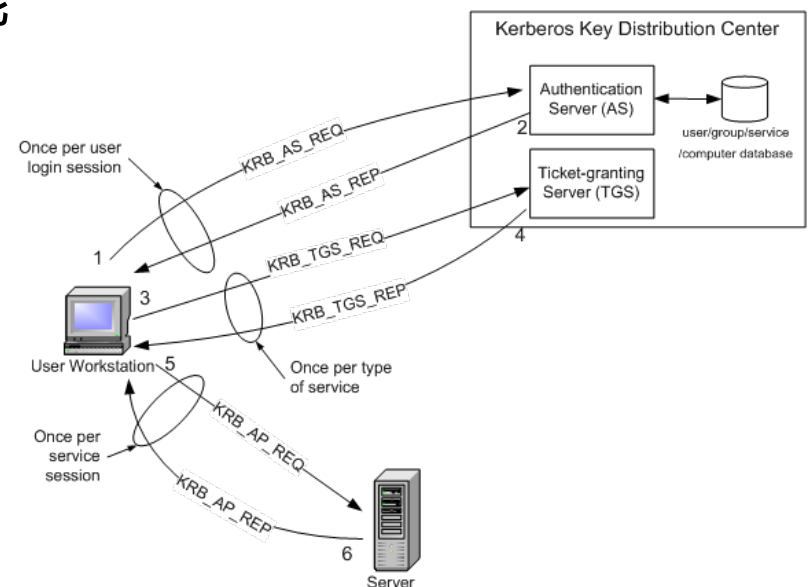 Kerberos Key Distribution Center
Authentication
Server (AS)
2
user/group/service
/computer database
Once per user
login session
KRB_AS_REQ
KRB_AS_REP
Ticket-granting
Server (TGS)
1
KRB_TGS_REQ
4
3
KRB_TGS_REP
User Workstation
5
Once per type
of service
Once per
service
session
KRB_AP_REQ
KRB_AP_REP
6
Server